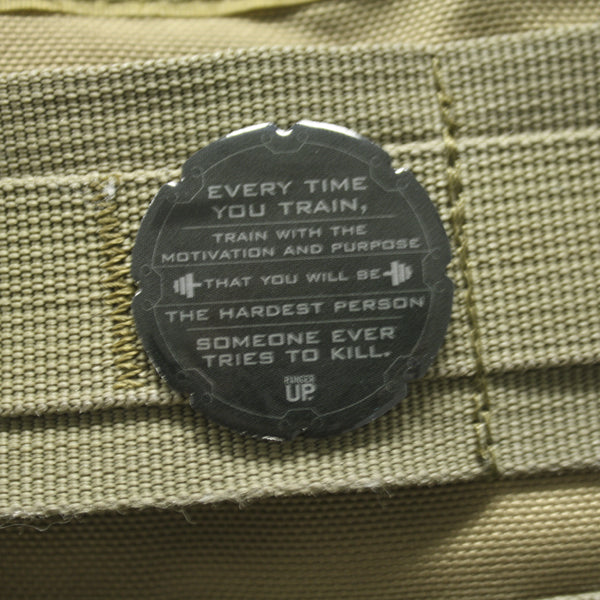 EVERY TIME
YOU TRAIN,
TRAIN WITH THE
MOTIVATION AND PURPOSE
THAT YOU WILL BE
THE HARDEST PERSON
SOMEONE EVER
TRIES TO KILL.
RANGER
UP.